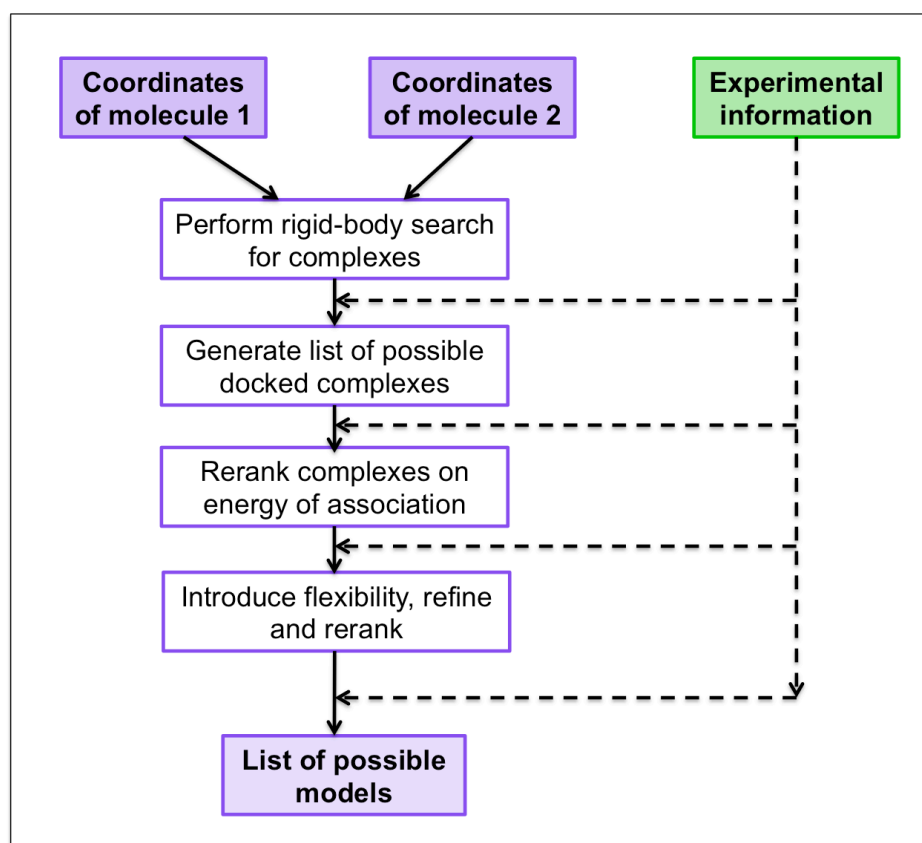 Coordinates
of molecule 1
Coordinates
of molecule 2
Experimental
information
Perform rigid-body search
for complexes
Generate list of possible
docked complexes
Rerank complexes on
energy of association
Introduce flexibility, refine
and rerank
List of possible
models